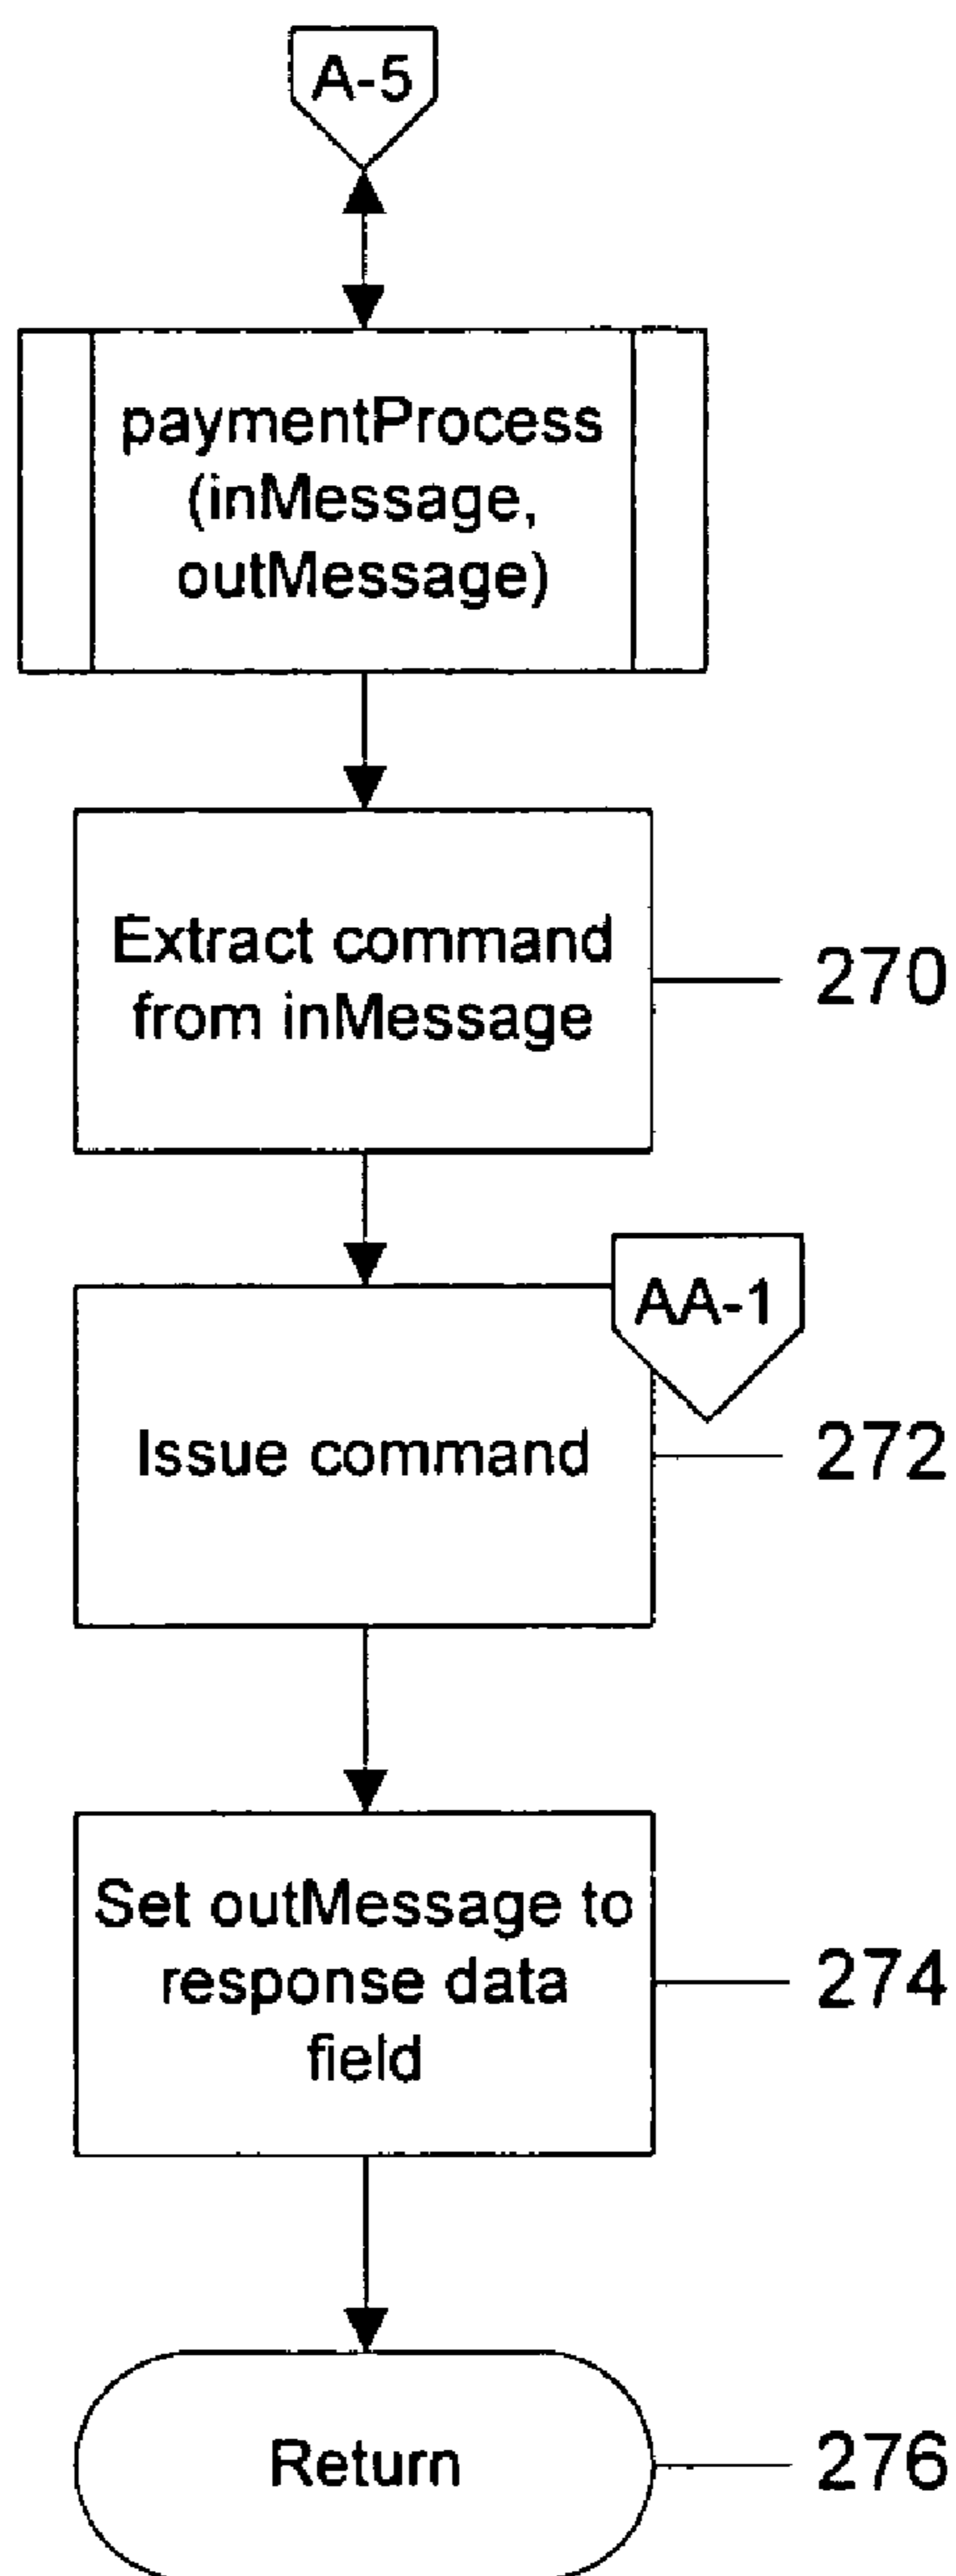 A-5
paymentProcess
(inMessage,
outMessage)
Extract command
from inMessage
270
AA-1
Issue command
272
Set outMessage to
response data
field
274
Return
276